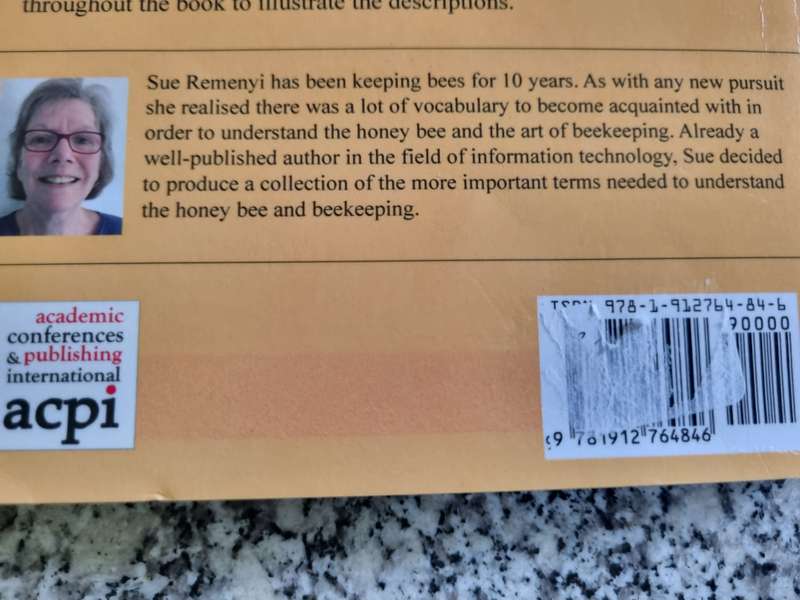 throughout the book to illustrate the descriptions.
Sue Remenyi has been keeping bees for 10 years. As with any new pursuit
she realised there was a lot of vocabulary to become acquainted with in
order to understand the honey bee and the art of beekeeping. Already a
well-published author in the field of information technology, Sue decided
to produce a collection of the more important terms needed to understand
the honey bee and beekeeping.
academic
conferences
& publishing
international
acpi
ISBN 978-1-912764-84-6
90000
9 781912 764846